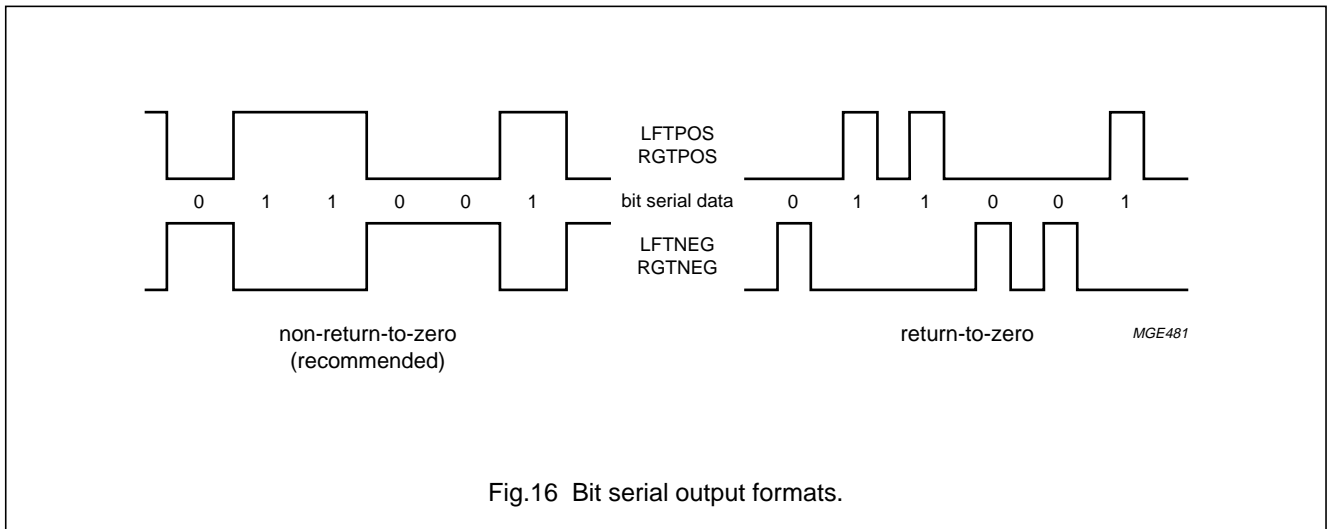 LFTPOS
RGTPOS
0 1 1 0 0 1 bit serial data 0 1 1 0 0 1
LFTNEG
RGTNEG
non-return-to-zero
(recommended)
return-to-zero
MGE481
Fig.16 Bit serial output formats.